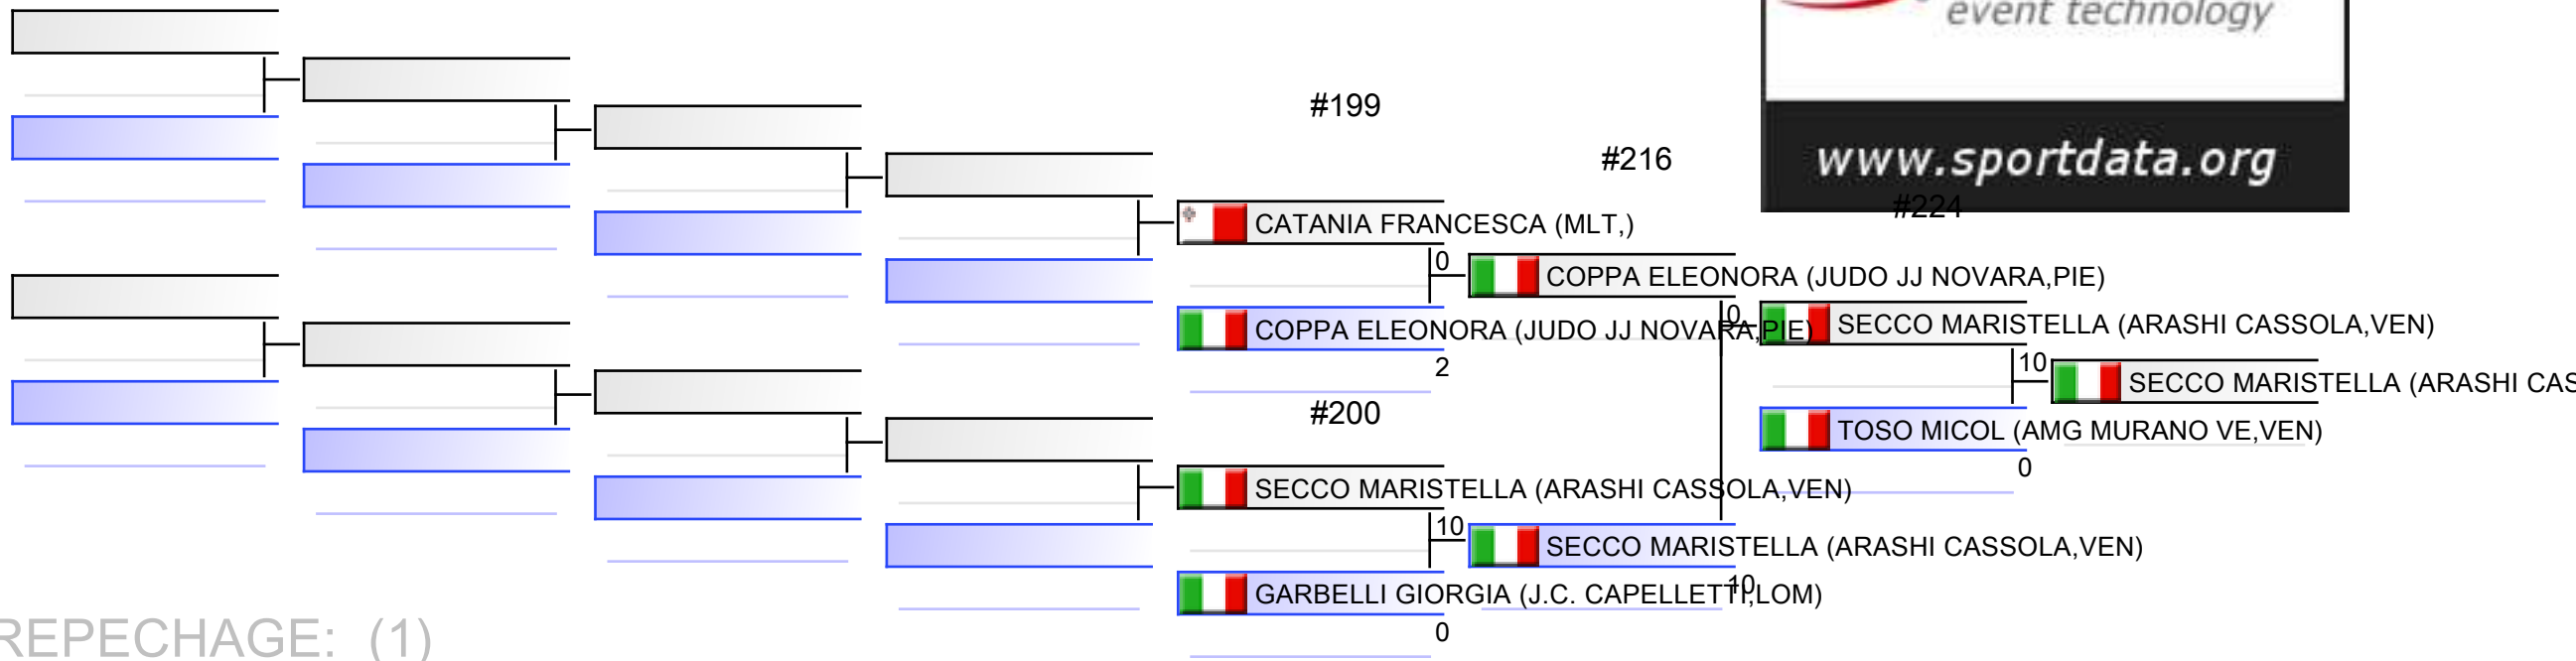 event technology
#199
#216
www.sportdata.org
#224
CATANIA FRANCESCA (MLT,)
0
COPPA ELEONORA (JUDO JJ NOVARA,PIE)
COPPA ELEONORA (JUDO JJ NOVARA,PIE)
0
SECCO MARISTELLA (ARASHI CASSOLA,VEN)
2
10
SECCO MARISTELLA (ARASHI CAS
#200
TOSO MICOL (AMG MURANO VE,VEN)
0
SECCO MARISTELLA (ARASHI CASSOLA,VEN)
10
SECCO MARISTELLA (ARASHI CASSOLA,VEN)
10
GARBELLI GIORGIA (J.C. CAPELLETTI,LOM)
0
REPECHAGE: (1)